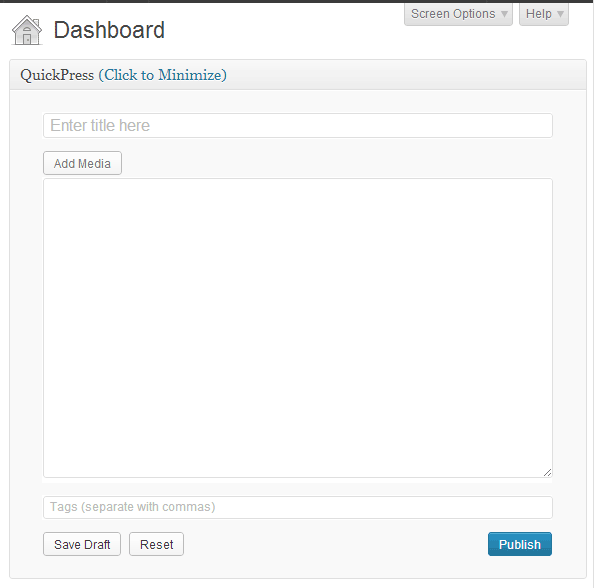 Screen Options Help
Dashboard
QuickPress (Click to Minimize)
Enter title here
Add Media
Tags (separate with commas)
Save Draft Reset Publish